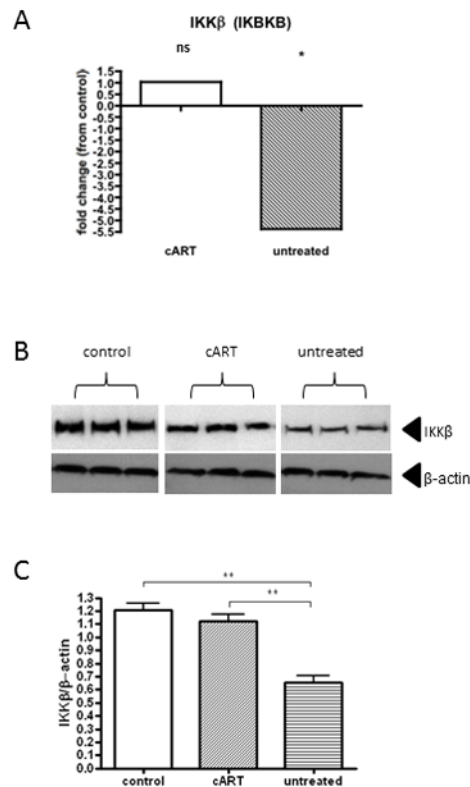 A
IKKβ (IKBKB)
ns *
fold change (from control)
1.5
1.0
0.5
0.0
-0.5
-1.0
-1.5
-2.0
-2.5
-3.0
-3.5
-4.0
-4.5
-5.0
-5.5
cART untreated
B
control cART untreated
IKKβ
β-actin
C
** 
**
IKKβ/β-actin
1.3
1.2
1.1
1.0
0.9
0.8
0.7
0.6
0.5
0.4
0.3
0.2
0.1
0.0
control cART untreated